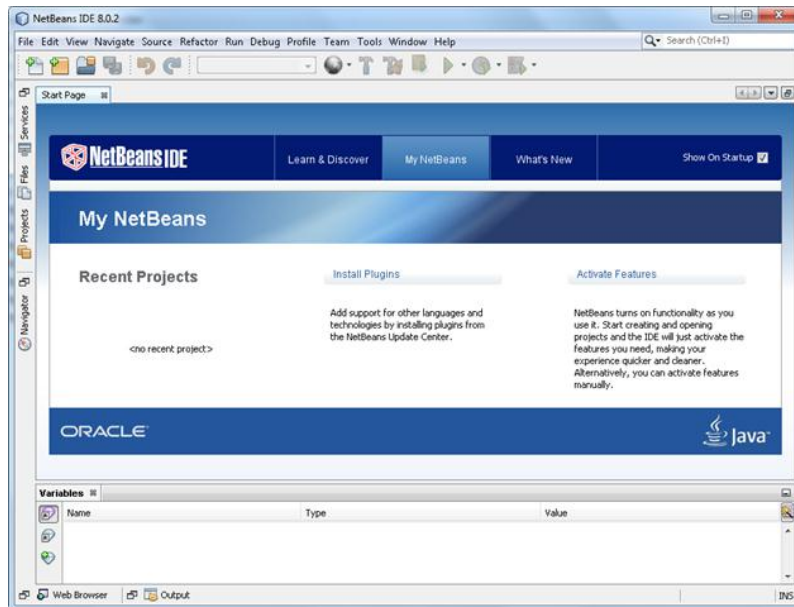 NetBeans IDE 8.0.2
File Edit View Navigate Source Refactor Run Debug Profile Team Tools Window Help
Search (Ctrl+I)
Start Page
Services
Files
Projects
Navigator
NetBeans IDE
Learn & Discover
My NetBeans
What's New
Show On Startup
My NetBeans
Recent Projects
<no recent project>
Install Plugins
Add support for other languages and
technologies by installing plugins from
the NetBeans Update Center.
Activate Features
NetBeans turns on functionality as you
use it. Start creating and opening
projects and the IDE will just activate the
features you need, making your
experience quicker and cleaner.
Alternatively, you can activate features
manually.
ORACLE
Java
Variables
Name Type Value
Web Browser Output
INS